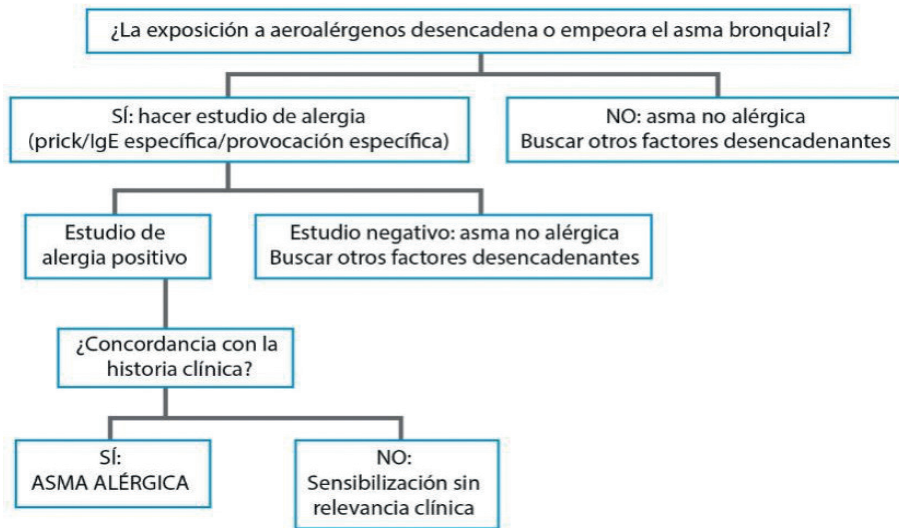 ¿La exposición a aeroalérgenos desencadena o empeora el asma bronquial?
SÍ: hacer estudio de alergia
(prick/IgE específica/provocación específica)
NO: asma no alérgica
Buscar otros factores desencadenantes
Estudio de
alergia positivo
Estudio negativo: asma no alérgica
Buscar otros factores desencadenantes
¿Concordancia con la
historia clínica?
SÍ:
ASMA ALÉRGICA
NO:
Sensibilización sin
relevancia clínica